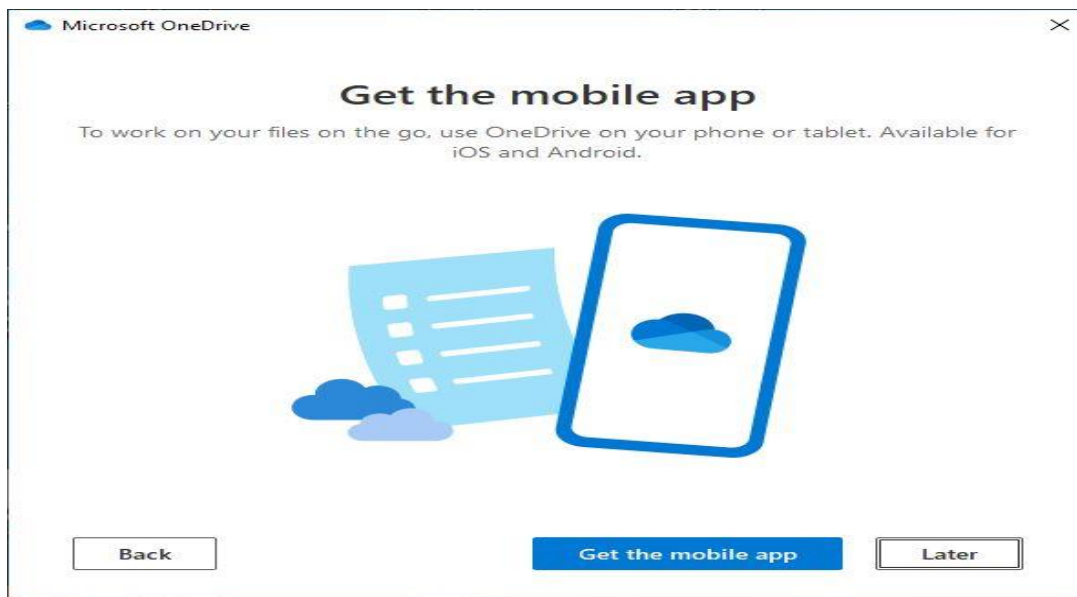 Microsoft OneDrive
Get the mobile app
To work on your files on the go, use OneDrive on your phone or tablet. Available for
iOS and Android.
Back
Get the mobile app
Later